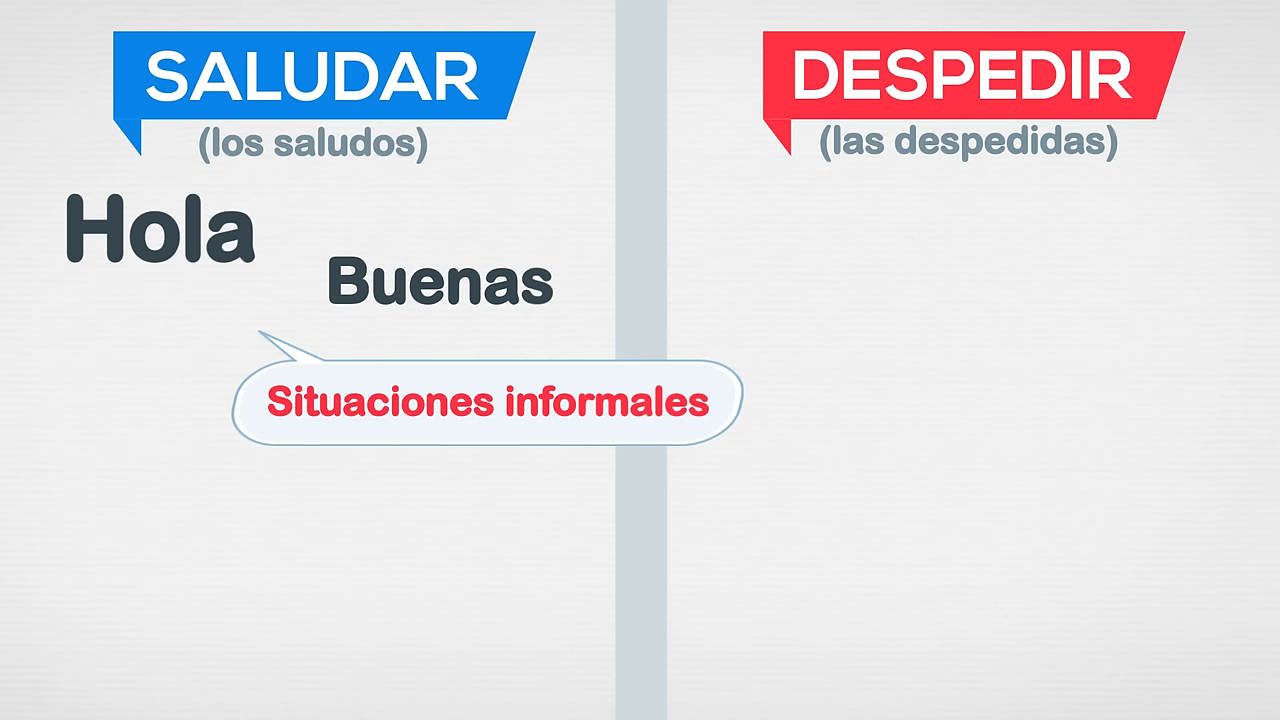 SALUDAR
(los saludos)
Hola
Buenas
Situaciones informales
DESPEDIR
(las despedidas)